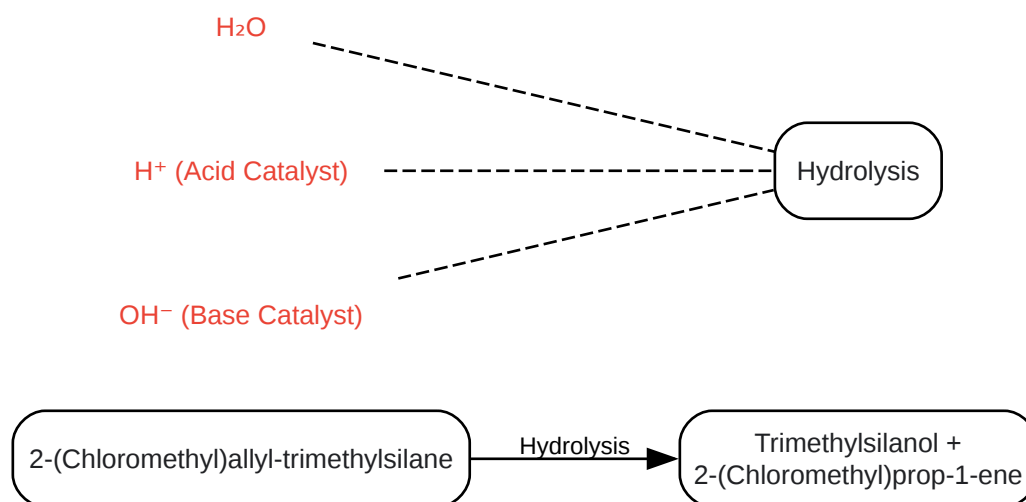 H₂O
H⁺ (Acid Catalyst)
Hydrolysis
OH⁻ (Base Catalyst)
2-(Chloromethyl)allyl-trimethylsilane
Hydrolysis
Trimethylsilanol +
2-(Chloromethyl)prop-1-ene